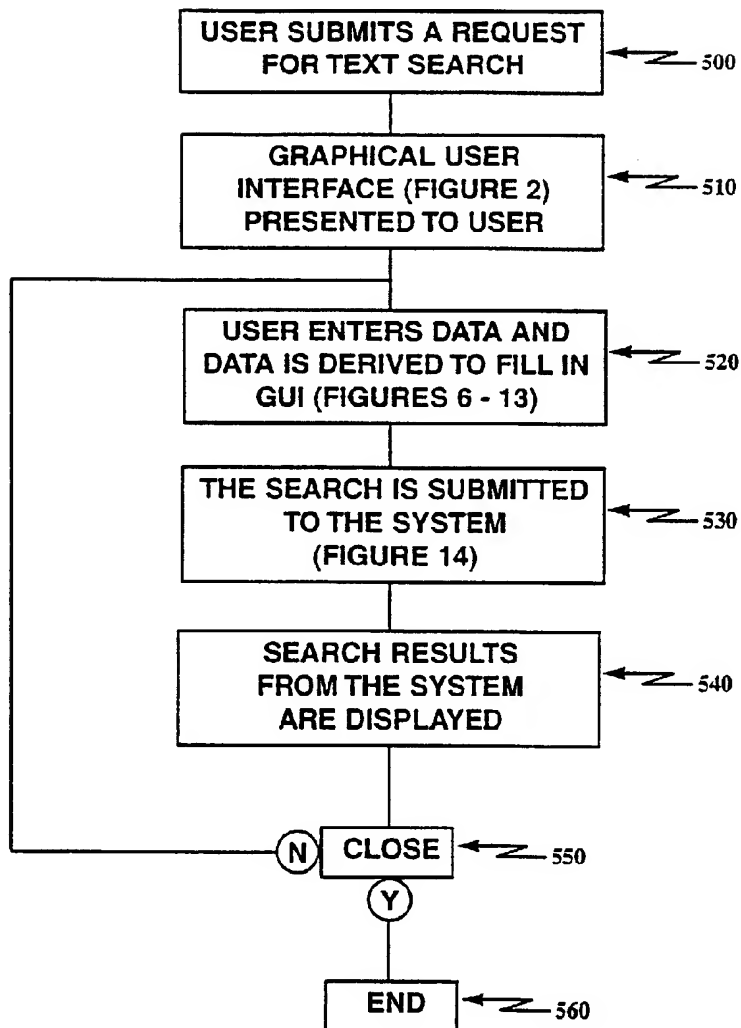 USER SUBMITS A REQUEST
FOR TEXT SEARCH
500
GRAPHICAL USER
INTERFACE (FIGURE 2)
PRESENTED TO USER
510
USER ENTERS DATA AND
DATA IS DERIVED TO FILL IN
GUI (FIGURES 6 - 13)
520
THE SEARCH IS SUBMITTED
TO THE SYSTEM
(FIGURE 14)
530
SEARCH RESULTS
FROM THE SYSTEM
ARE DISPLAYED
540
N
CLOSE
550
Y
END
560